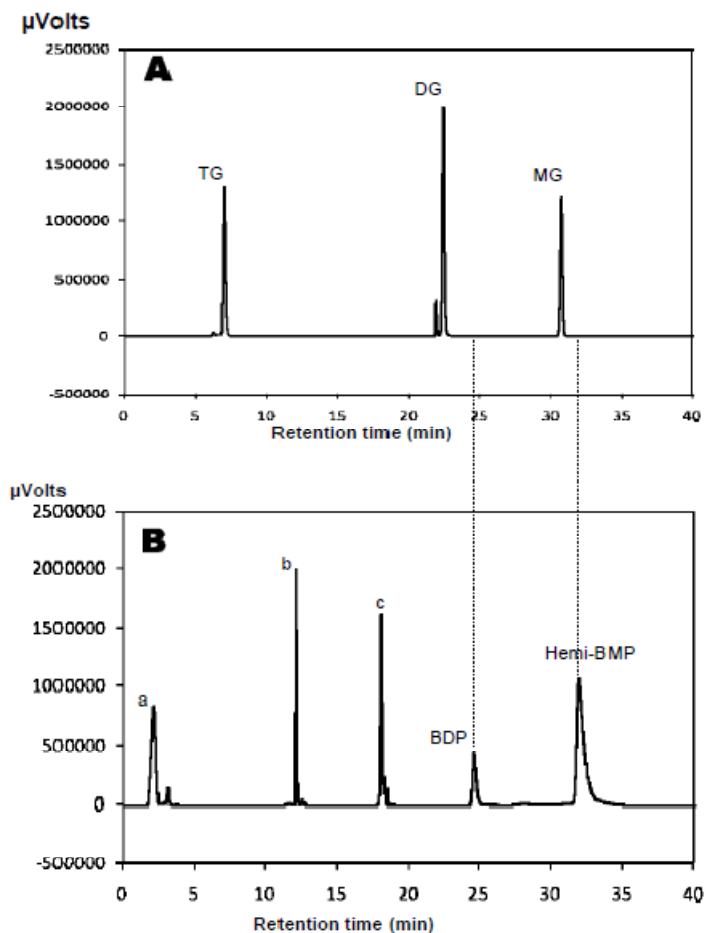 µVolts
2500000
A
DG
2000000
TG
MG
1500000
1000000
500000
0
-500000
0 5 10 15 20 25 30 35 40
Retention time (min)
µVolts
2500000
B
b
2000000
c
1500000
Hemi-BMP
1000000
a
BDP
500000
0
-500000
0 5 10 15 20 25 30 35 40
Retention time (min)